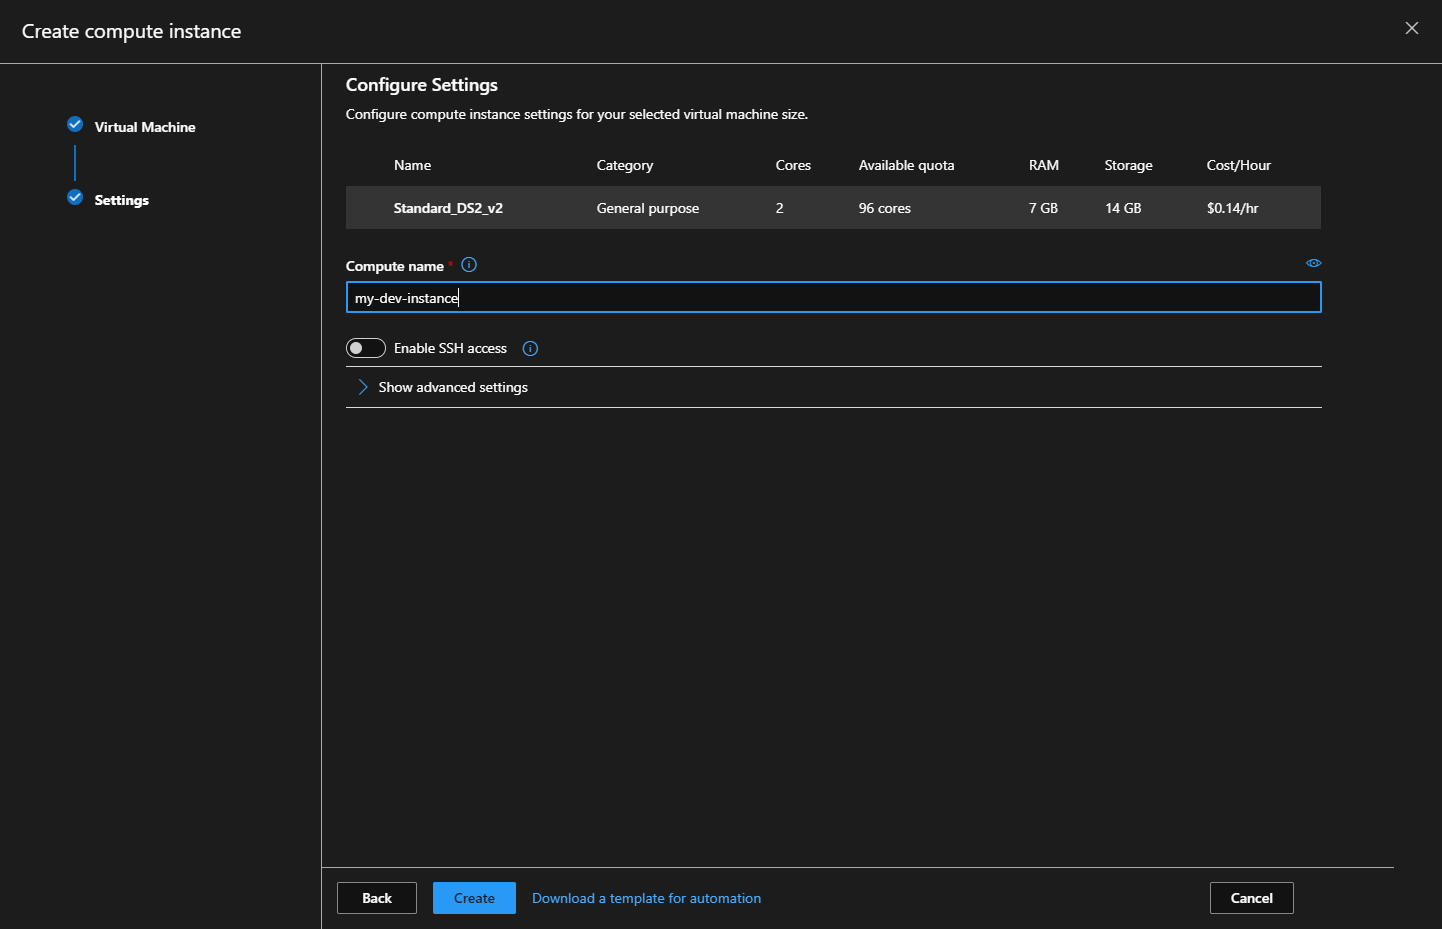 Create compute instance
Virtual Machine
Settings
Configure Settings
Configure compute instance settings for your selected virtual machine size.
Name Category Cores Available quota RAM Storage Cost/Hour
Standard_DS2_v2 General purpose 2 96 cores 7 GB 14 GB $0.14/hr
Compute name *
my-dev-instance
Enable SSH access
Show advanced settings
Back Create Download a template for automation Cancel